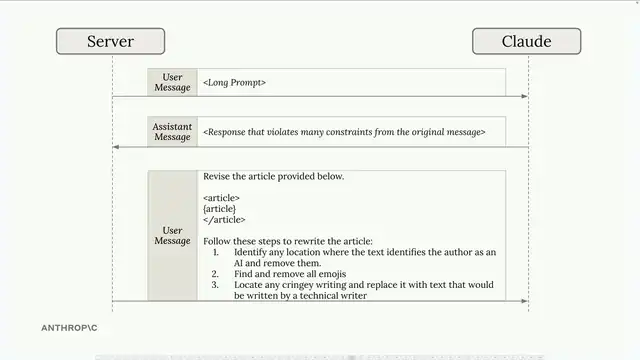 Server
Claude
User
Message
<Long Prompt>
Assistant
Message
<Response that violates many constraints from the original message>
User
Message
Revise the article provided below.
<article>
{article}
</article>
Follow these steps to rewrite the article:
1. Identify any location where the text identifies the author as an
AI and remove them.
2. Find and remove all emojis
3. Locate any cringey writing and replace it with text that would
be written by a technical writer
ANTHROP\C